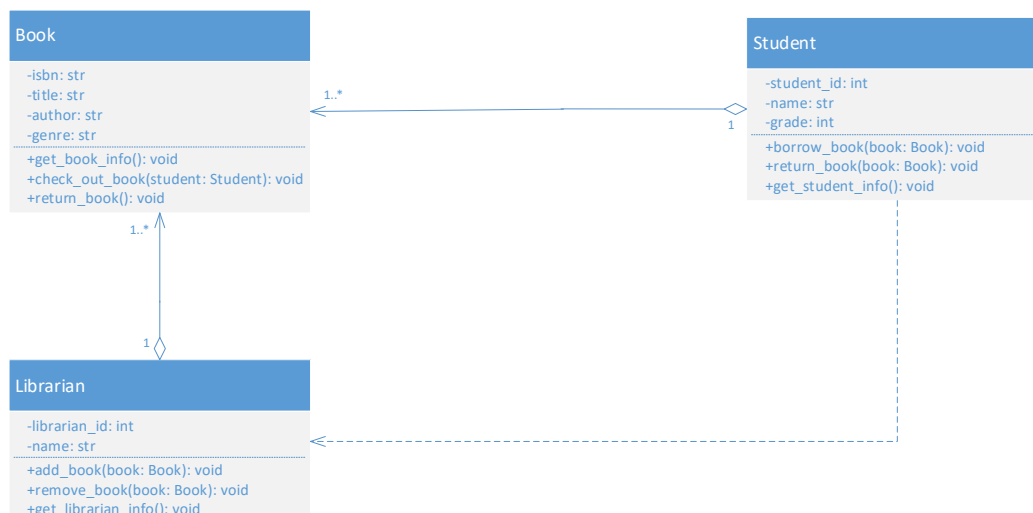 Book
-isbn: str
-title: str
-author: str
-genre: str
+get_book_info(): void
+check_out_book(student: Student): void
+return_book(): void
1..*
1
Student
-student_id: int
-name: str
-grade: int
+borrow_book(book: Book): void
+return_book(book: Book): void
+get_student_info(): void
1..*
1
Librarian
-librarian_id: int
-name: str
+add_book(book: Book): void
+remove_book(book: Book): void
+get_librarian_info(): void